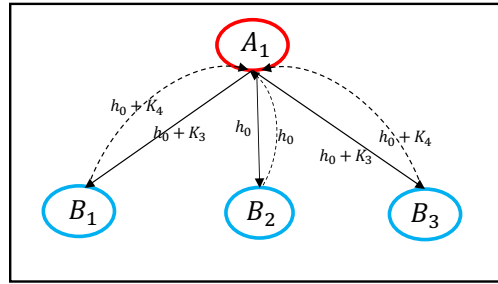 A₁
h₀ + K₄
h₀ + K₃
h₀
h₀
h₀ + K₄
h₀ + K₃
B₁
B₂
B₃